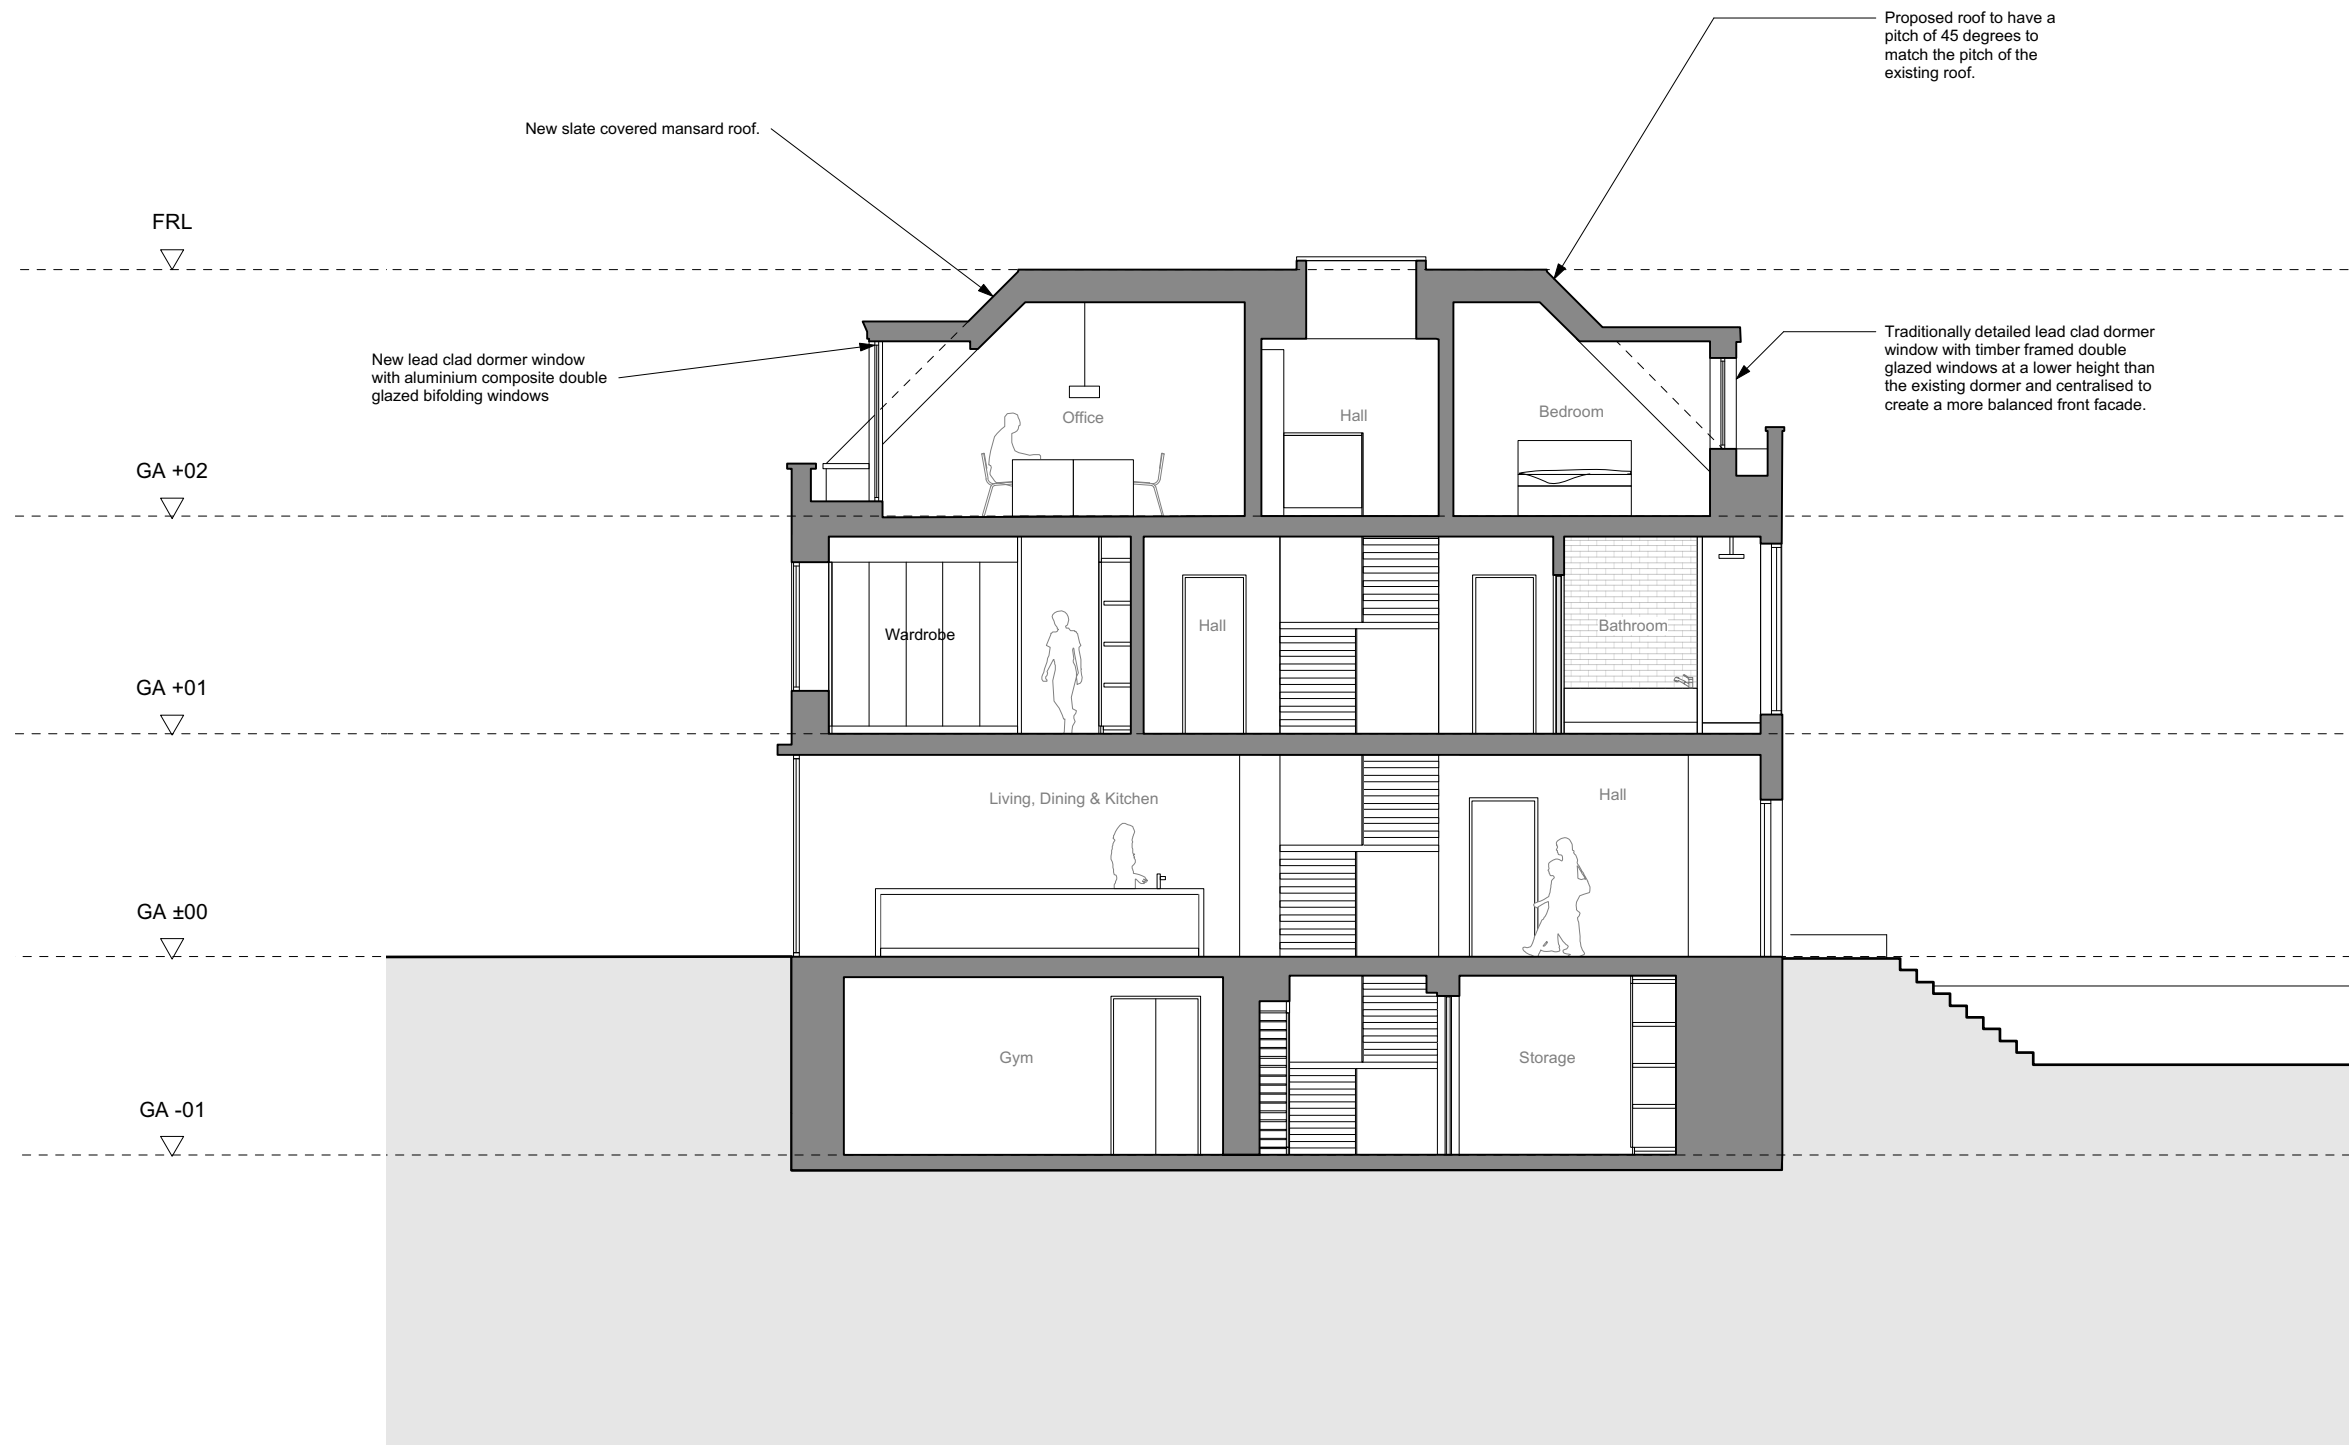 Proposed roof to have a
pitch of 45 degrees to
match the pitch of the
existing roof.
New slate covered mansard roof.
FRL
New lead clad dormer window
with aluminium composite double
glazed bifolding windows
Traditionally detailed lead clad dormer
window with timber framed double
glazed windows at a lower height than
the existing dormer and centralised to
create a more balanced front facade.
Office
Hall
Bedroom
GA +02
Wardrobe
Hall
Bathroom
GA +01
Living, Dining & Kitchen
Hall
GA ±00
Gym
Storage
GA -01